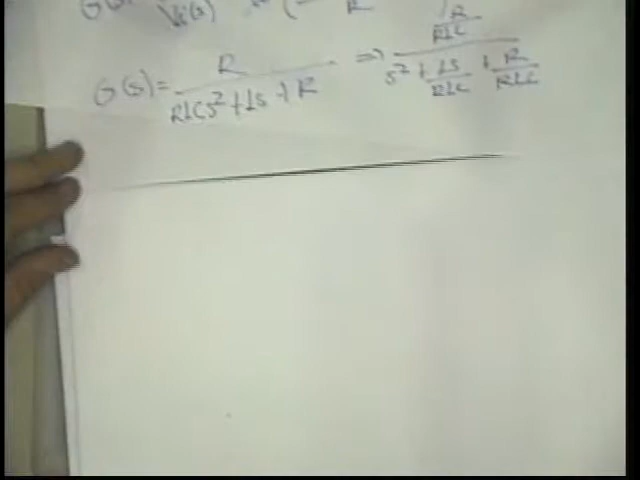 G(s) = R / (RLCs² + Ls + R) ⇒ (R/RLC) / (s² + Ls/RLC + R/RLC)